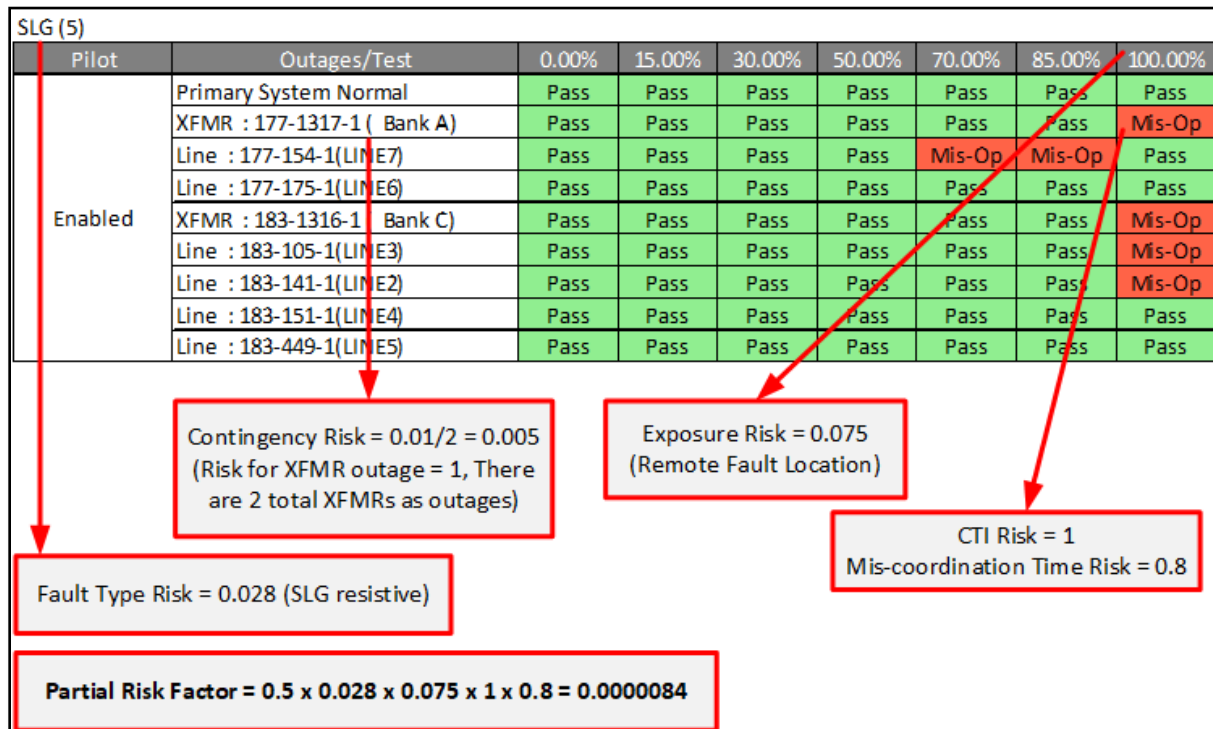 SLG (5)
Pilot Outages/Test 0.00% 15.00% 30.00% 50.00% 70.00% 85.00% 100.00%
Primary System Normal Pass Pass Pass Pass Pass Pass Pass
XFMR : 177-1317-1 ( Bank A) Pass Pass Pass Pass Pass Pass Mis-Op
Line : 177-154-1(LINE7) Pass Pass Pass Pass Mis-Op Mis-Op Pass
Line : 177-175-1(LINE6) Pass Pass Pass Pass Pass Pass Pass
Enabled XFMR : 183-1316-1 ( Bank C) Pass Pass Pass Pass Pass Pass Mis-Op
Line : 183-105-1(LINE3) Pass Pass Pass Pass Pass Pass Mis-Op
Line : 183-141-1(LINE2) Pass Pass Pass Pass Pass Pass Mis-Op
Line : 183-151-1(LINE4) Pass Pass Pass Pass Pass Pass Pass
Line : 183-449-1(LINE5) Pass Pass Pass Pass Pass Pass Pass
Contingency Risk = 0.01/2 = 0.005
(Risk for XFMR outage = 1, There
are 2 total XFMRs as outages)
Exposure Risk = 0.075
(Remote Fault Location)
CTI Risk = 1
Mis-coordination Time Risk = 0.8
Fault Type Risk = 0.028 (SLG resistive)
Partial Risk Factor = 0.5 x 0.028 x 0.075 x 1 x 0.8 = 0.0000084